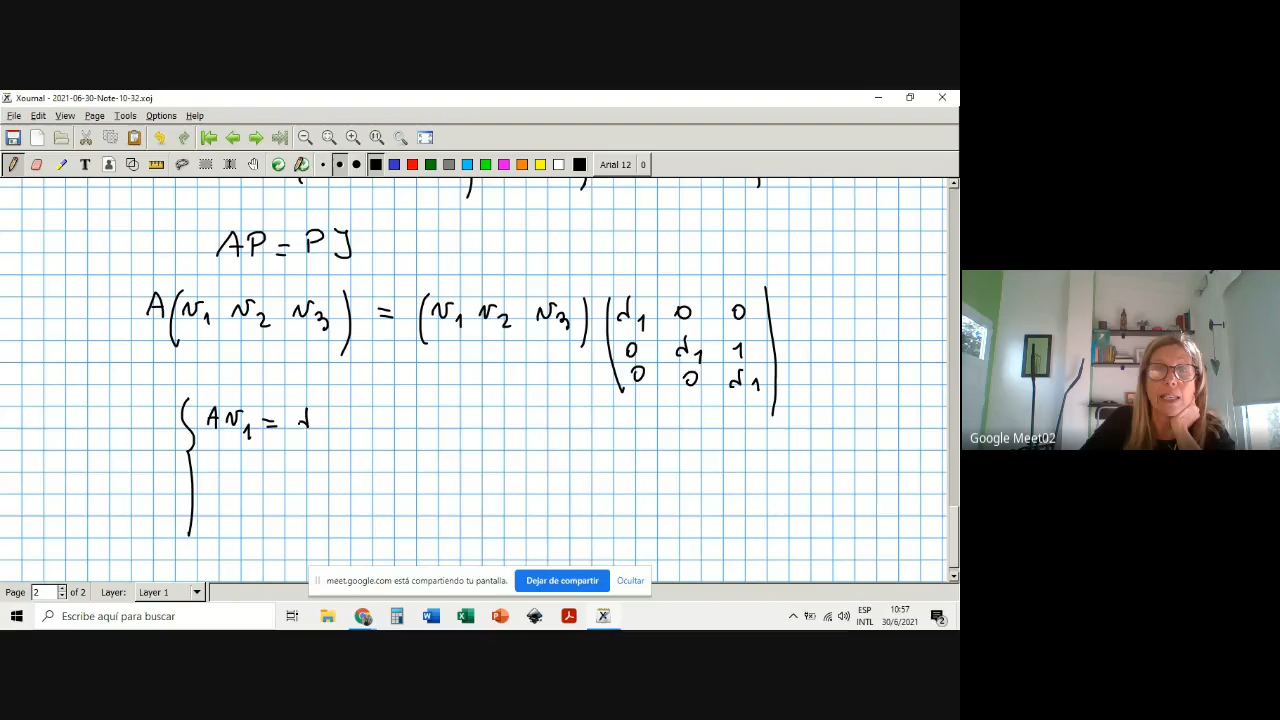 Xournal - 2021-06-30-Note-10-32.xoj
File Edit View Page Tools Options Help
Arial 12 0
AP = PJ
A(v₁ v₂ v₃) = (v₁ v₂ v₃) (λ₁ 0 0
0 λ₁ 1
0 0 λ₁)
{ Av₁ = λ
Google Meet02
meet.google.com está compartiendo tu pantalla. Dejar de compartir Ocultar
Page 2 of 2 Layer: Layer 1
Escribe aquí para buscar
ESP 10:57
INTL 30/6/2021 2